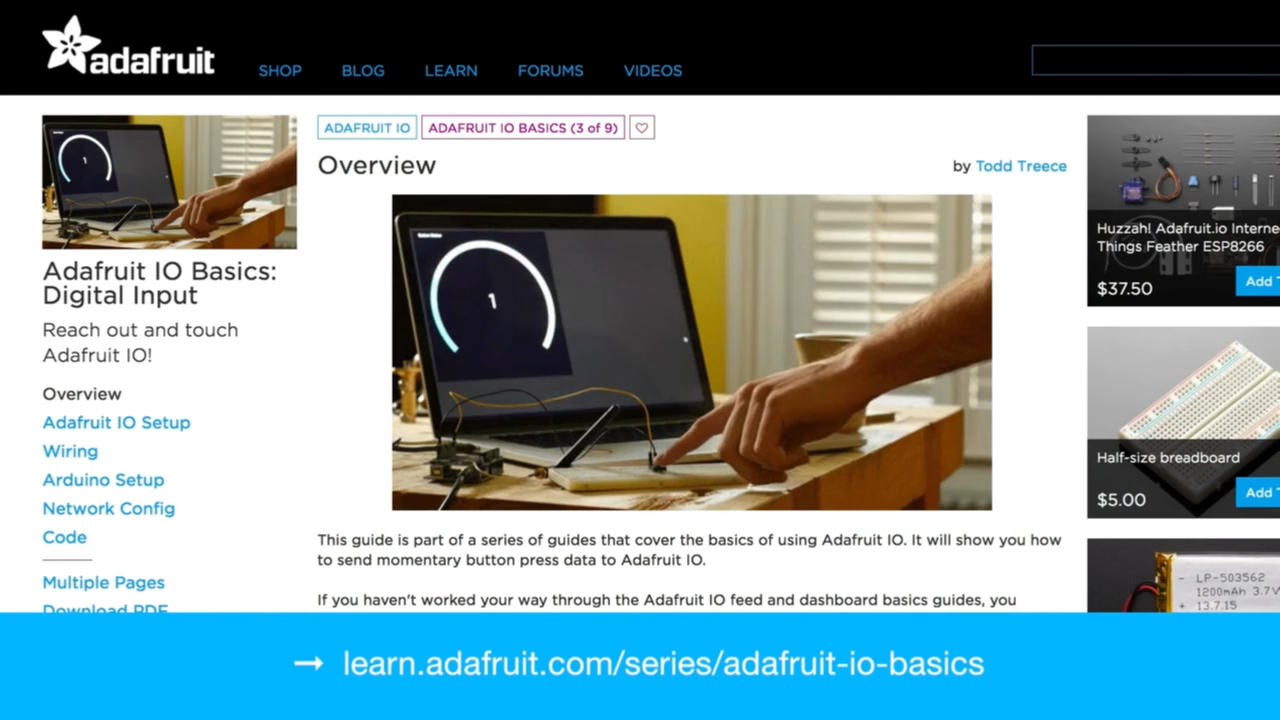 adafruit
SHOP
BLOG
LEARN
FORUMS
VIDEOS
Adafruit IO Basics:
Digital Input
Reach out and touch
Adafruit IO!
Overview
Adafruit IO Setup
Wiring
Arduino Setup
Network Config
Code
Multiple Pages
Download PDF
ADAFRUIT IO
ADAFRUIT IO BASICS (3 of 9)
Overview
by Todd Treece
1
This guide is part of a series of guides that cover the basics of using Adafruit IO. It will show you how
to send momentary button press data to Adafruit IO.
If you haven't worked your way through the Adafruit IO feed and dashboard basics guides, you
Huzzah! Adafruit.io Interne
Things Feather ESP8266
$37.50
Add
Half-size breadboard
$5.00
Add
- LP-503562
1200mAh 3.7V
+ 13.7.15
→ learn.adafruit.com/series/adafruit-io-basics